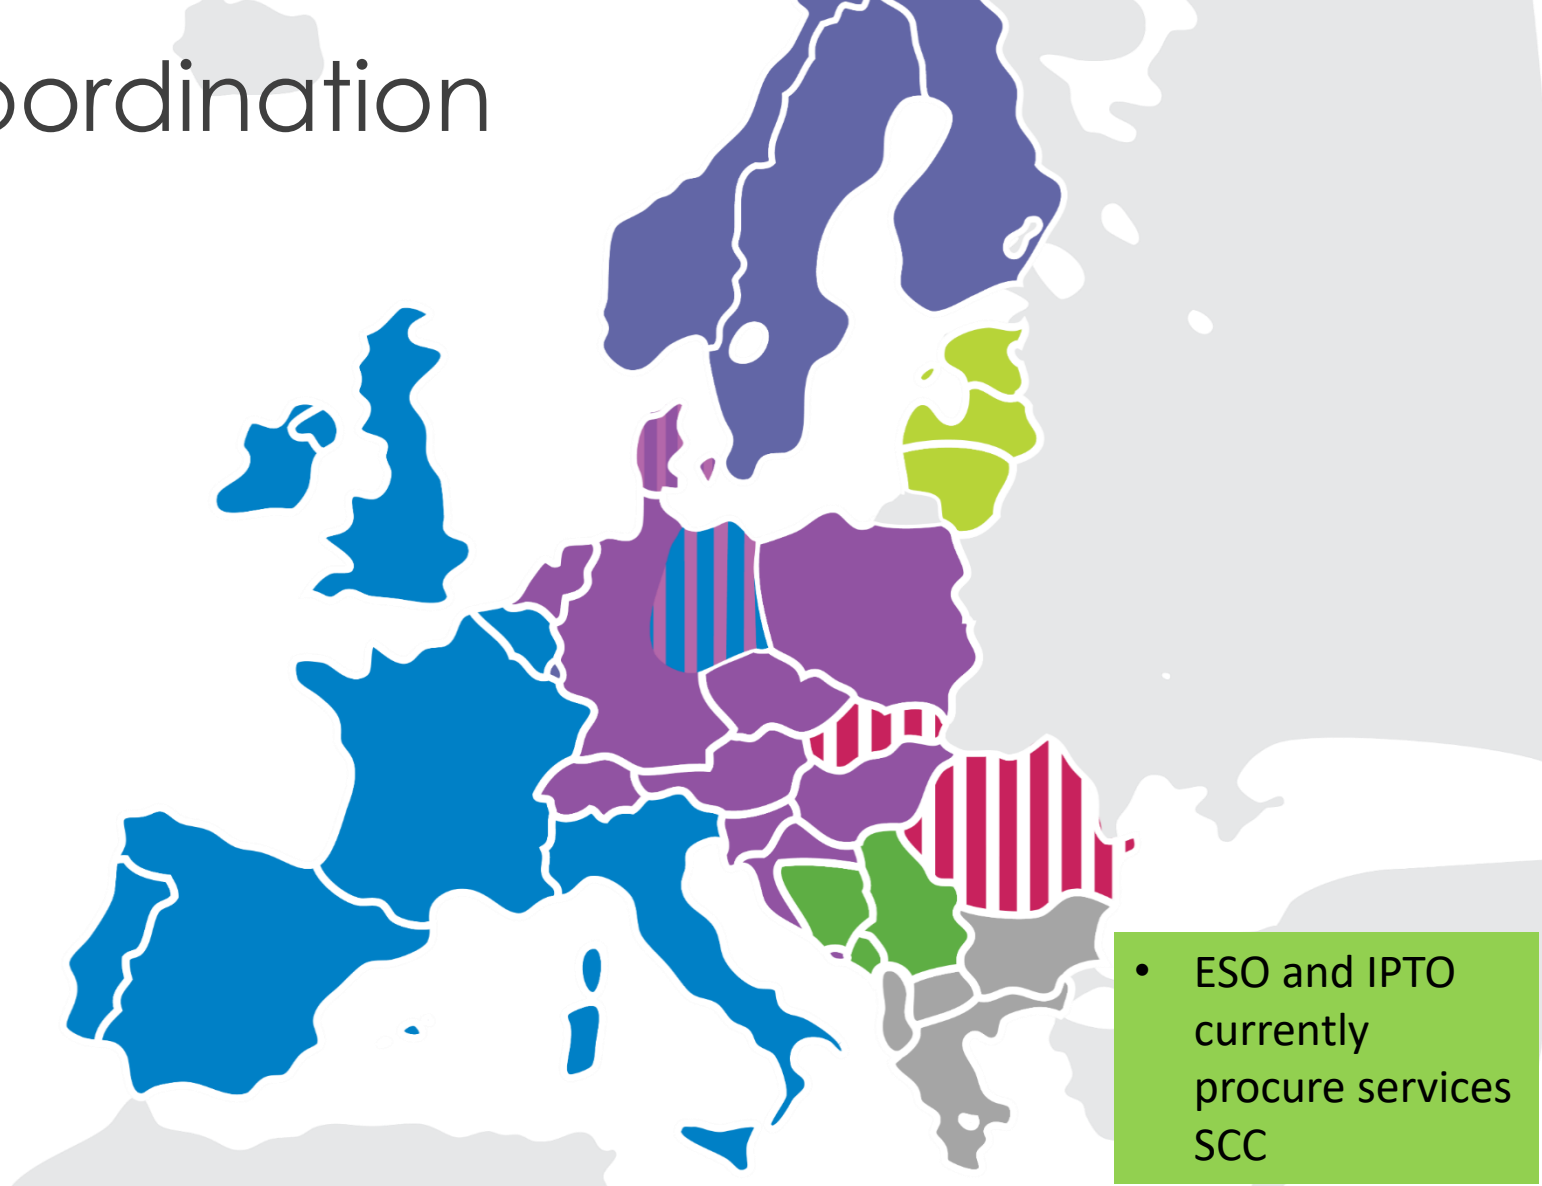 oordination
• ESO and IPTO
currently
procure services
SCC